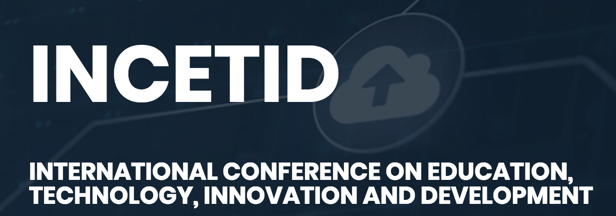 INCETID
INTERNATIONAL CONFERENCE ON EDUCATION,
TECHNOLOGY, INNOVATION AND DEVELOPMENT